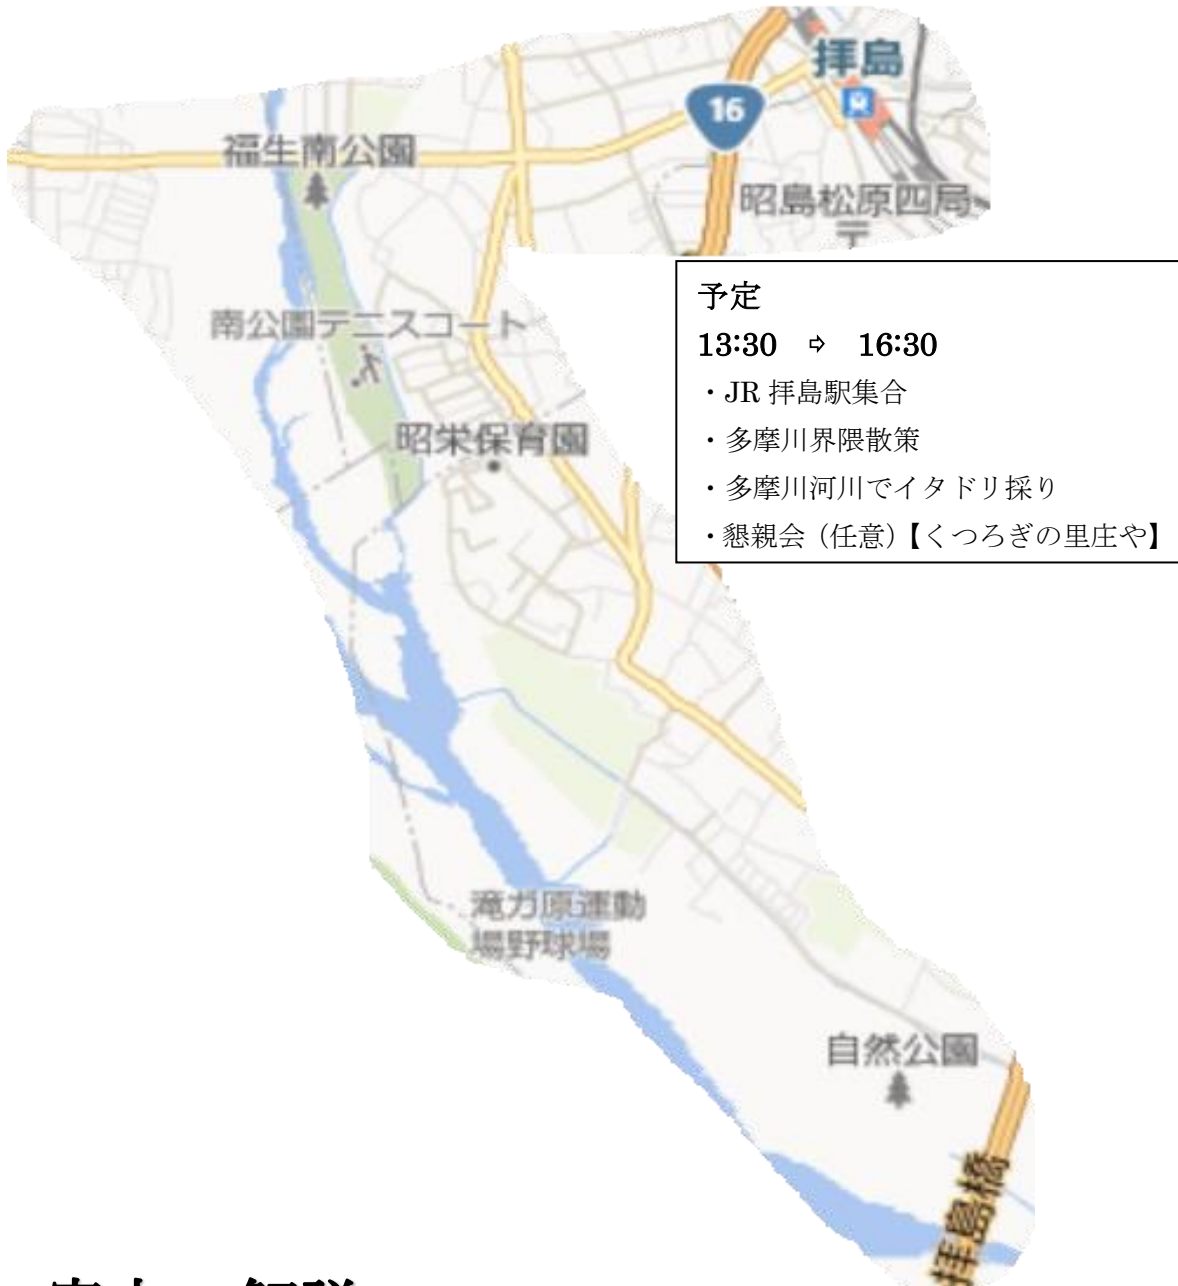 拝島
16
福生南公園
昭島松原四局
南公園テニスコート
昭栄保育園
予定
13:30 ⇨ 16:30
・JR 拝島駅集合
・多摩川界隈散策
・多摩川河川でイタドリ採り
・懇親会（任意）【くつろぎの里庄や】
滝ガ原運動
場野球場
自然公園
拝島橋